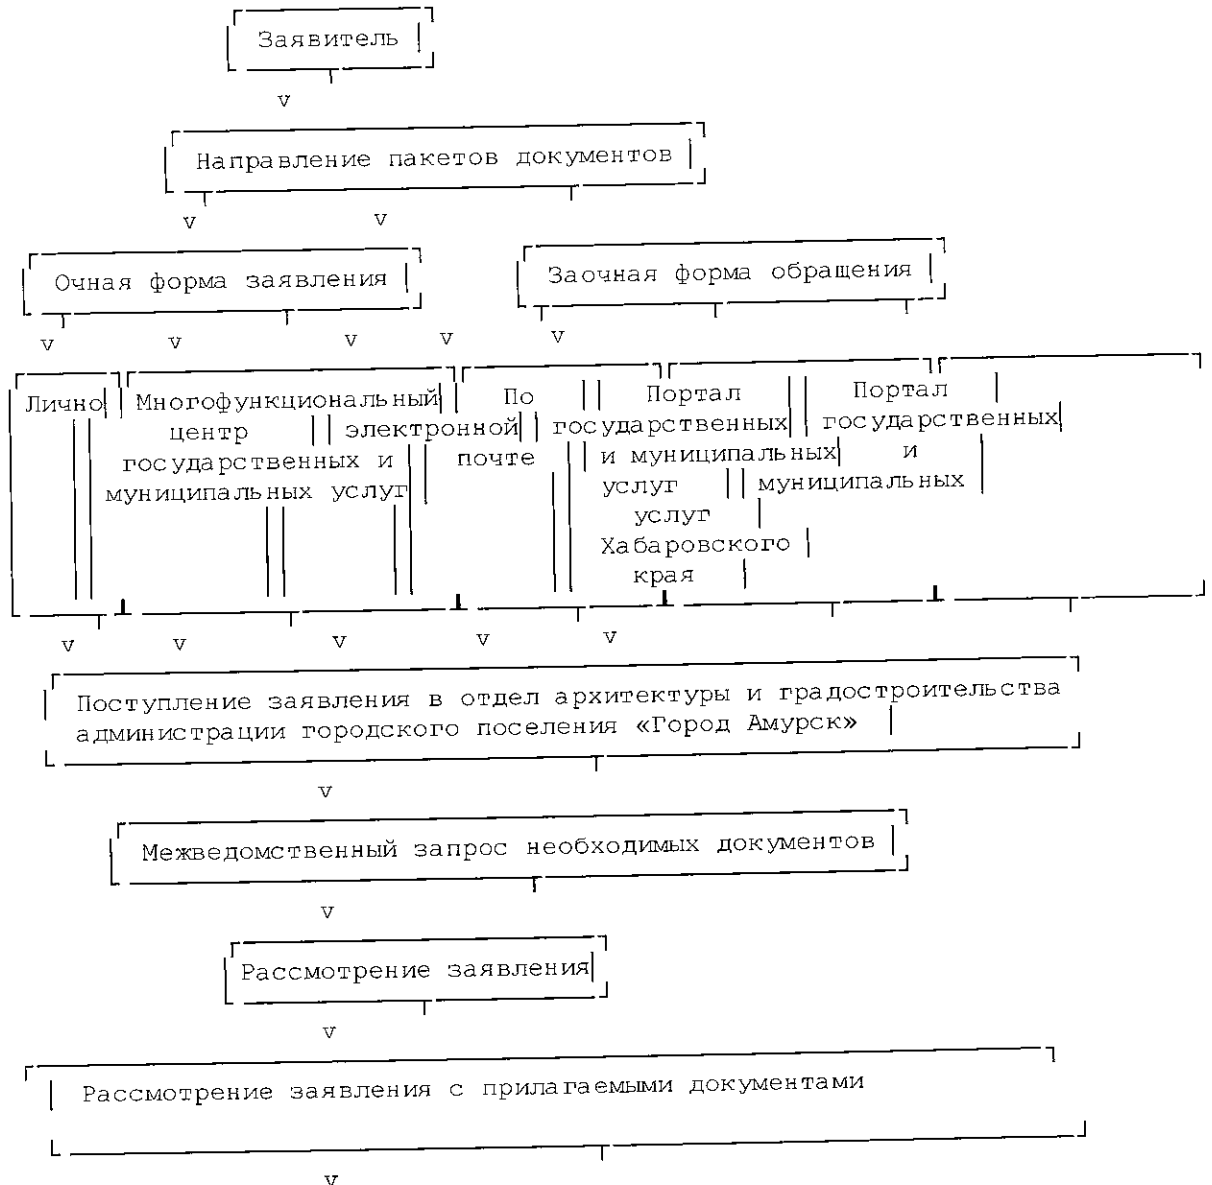 Заявитель
v
Направление пакетов документов
v v
Очная форма заявления Заочная форма обращения
v v v v v
Лично Многофункциональный По Портал Портал
центр электронной государственных государственных
государственных и почте и муниципальных и
муниципальных услуг услуг муниципальных
услуг
Хабаровского
края
v v v v v
Поступление заявления в отдел архитектуры и градостроительства
администрации городского поселения «Город Амурск»
v
Межведомственный запрос необходимых документов
v
Рассмотрение заявления
v
Рассмотрение заявления с прилагаемыми документами
v